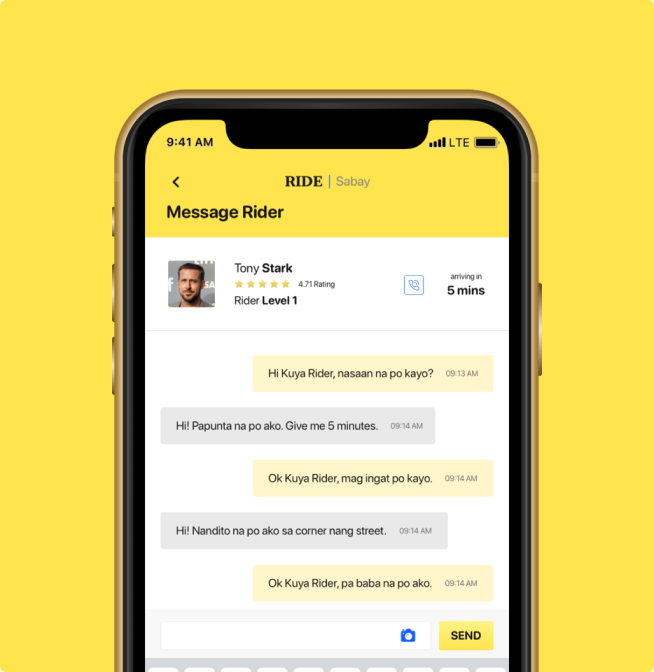 9:41 AM
LTE
RIDE | Sabay
Message Rider
Tony Stark
4.71 Rating
Rider Level 1
arriving in
5 mins
Hi Kuya Rider, nasaan na po kayo? 09:13 AM
Hi! Papunta na po ako. Give me 5 minutes. 09:14 AM
Ok Kuya Rider, mag ingat po kayo. 09:14 AM
Hi! Nandito na po ako sa corner nang street. 09:14 AM
Ok Kuya Rider, pa baba na po ako. 09:14 AM
SEND